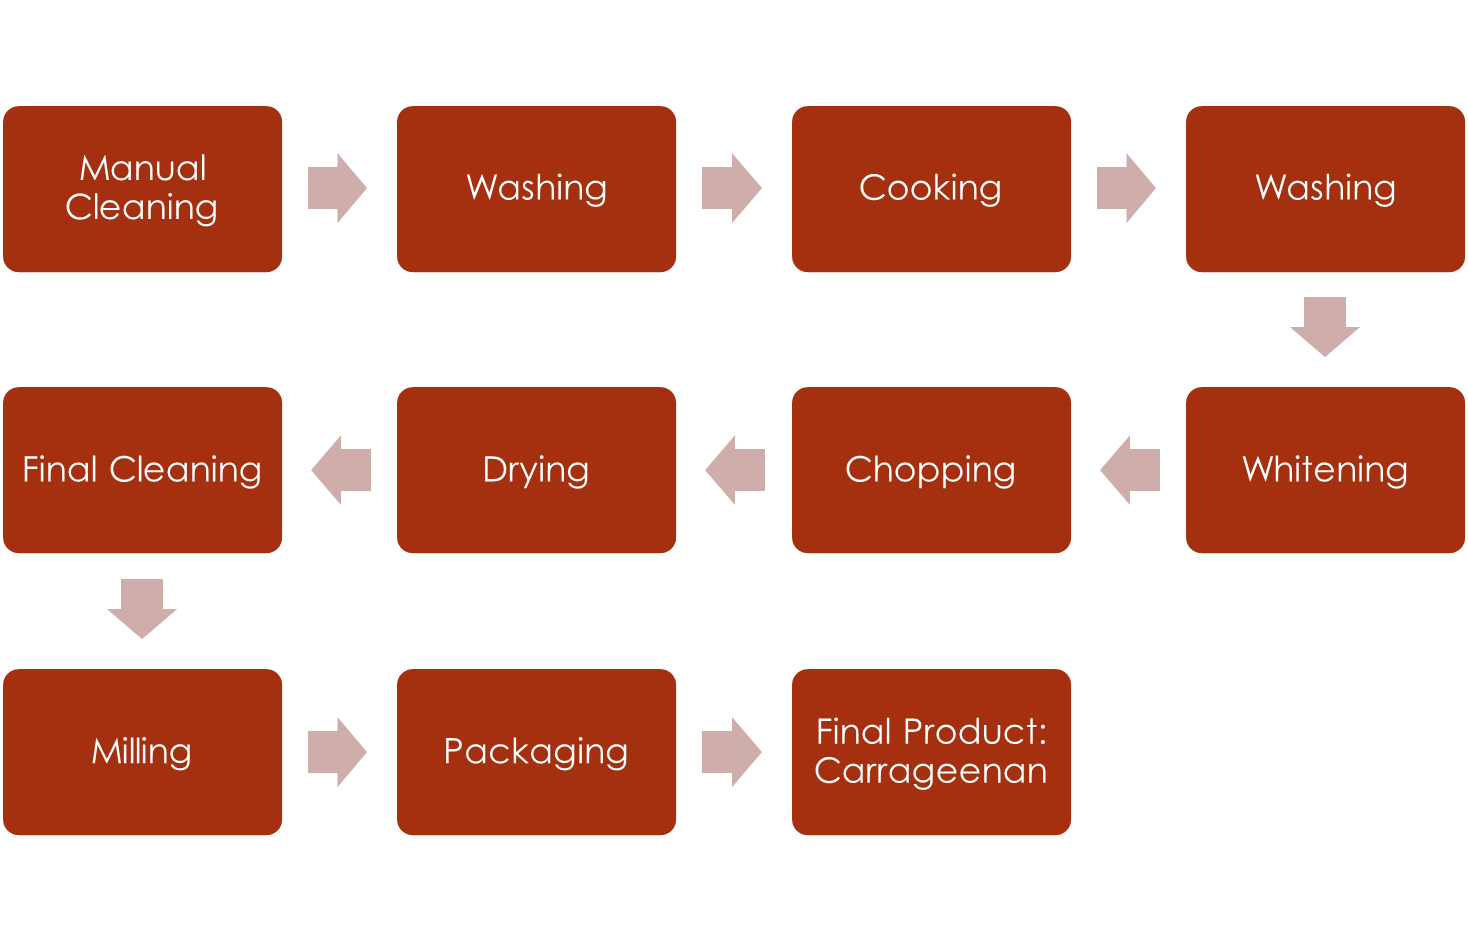 Manual
Cleaning
Washing
Cooking
Washing
Whitening
Chopping
Drying
Final Cleaning
Milling
Packaging
Final Product:
Carrageenan